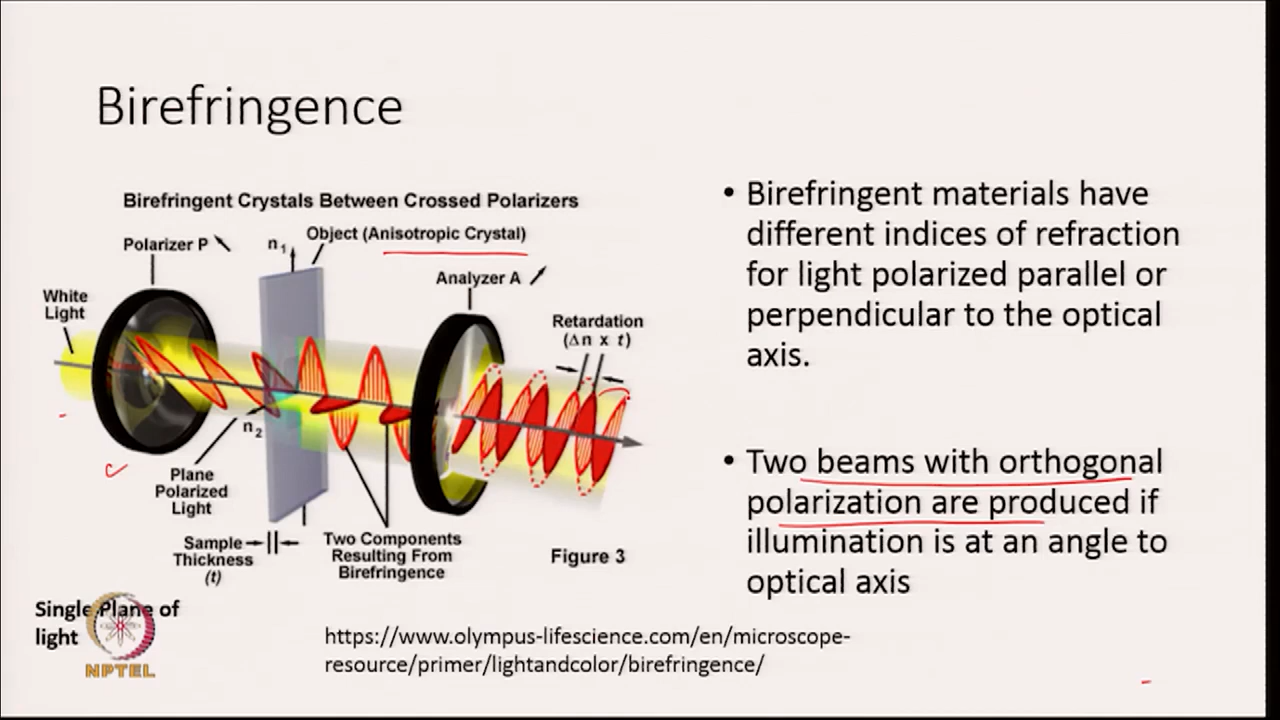 Birefringence
Birefringent Crystals Between Crossed Polarizers
Polarizer P
n1
Object (Anisotropic Crystal)
Analyzer A
White
Light
Retardation
(Δn x t)
n2
Plane
Polarized
Light
Sample
Thickness
(t)
Two Components
Resulting From
Birefringence
Figure 3
Single Plane of
light
NPTEL
https://www.olympus-lifescience.com/en/microscope-
resource/primer/lightandcolor/birefringence/
• Birefringent materials have
different indices of refraction
for light polarized parallel or
perpendicular to the optical
axis.
• Two beams with orthogonal
polarization are produced if
illumination is at an angle to
optical axis